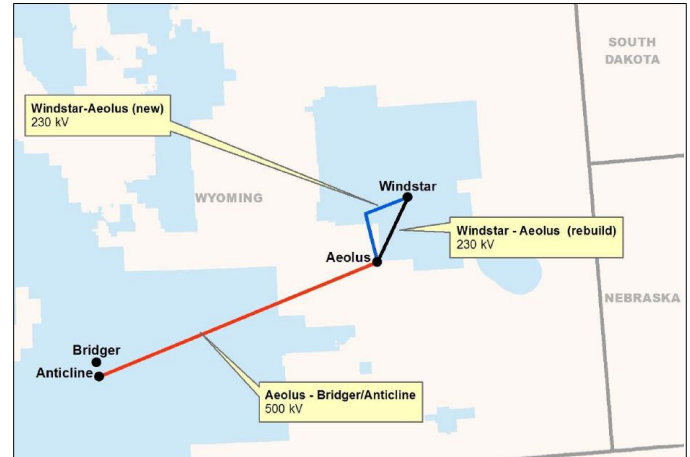 SOUTH
DAKOTA
Windstar-Aeolus (new)
230 kV
WYOMING
Windstar
Windstar - Aeolus  (rebuild)
230 kV
Aeolus
NEBRASKA
Bridger
Anticline
Aeolus - Bridger/Anticline
500 kV